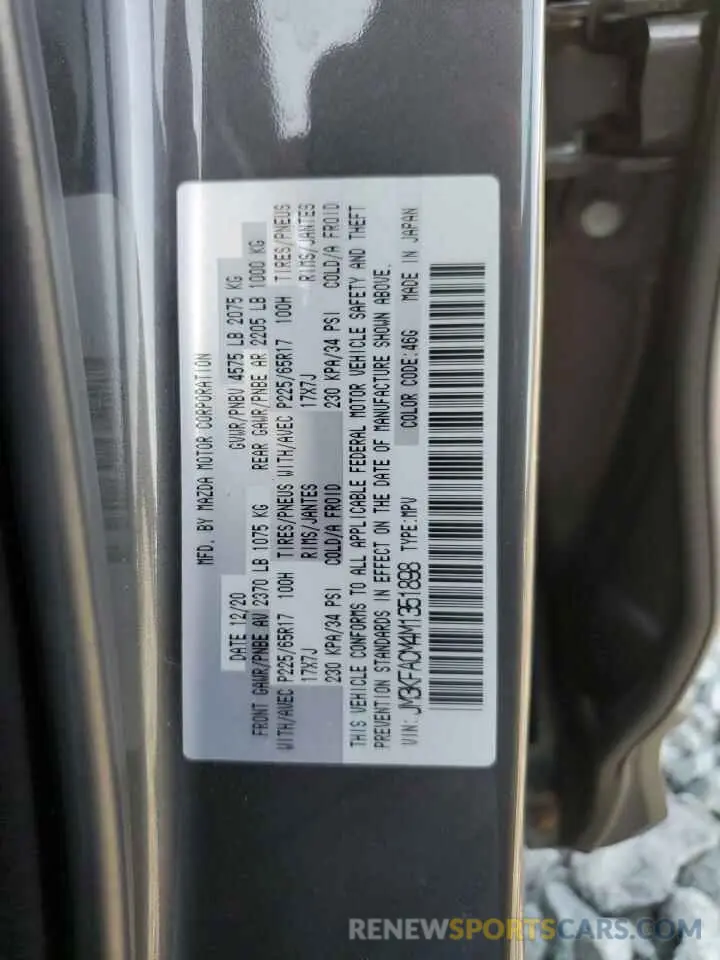 MFD. BY MAZDA MOTOR CORPORATION
DATE 12/20 GVWR/PNBV 4575 LB 2075 KG
FRONT GAWR/PNBE AV 2370 LB 1075 KG REAR GAWR/PNBE AR 2205 LB 1000 KG
WITH/AVEC P225/65R17 100H TIRES/PNEUS WITH/AVEC P225/65R17 100H TIRES/PNEUS
17X7J RIMS/JANTES 17X7J RIMS/JANTES
230 KPA/34 PSI COLD/A FROID 230 KPA/34 PSI COLD/A FROID
THIS VEHICLE CONFORMS TO ALL APPLICABLE FEDERAL MOTOR VEHICLE SAFETY AND THEFT
PREVENTION STANDARDS IN EFFECT ON THE DATE OF MANUFACTURE SHOWN ABOVE.
VIN: JM3KFACM4M1351898 TYPE:MPV COLOR CODE:46G MADE IN JAPAN
RENEWSPORTSCARS.COM